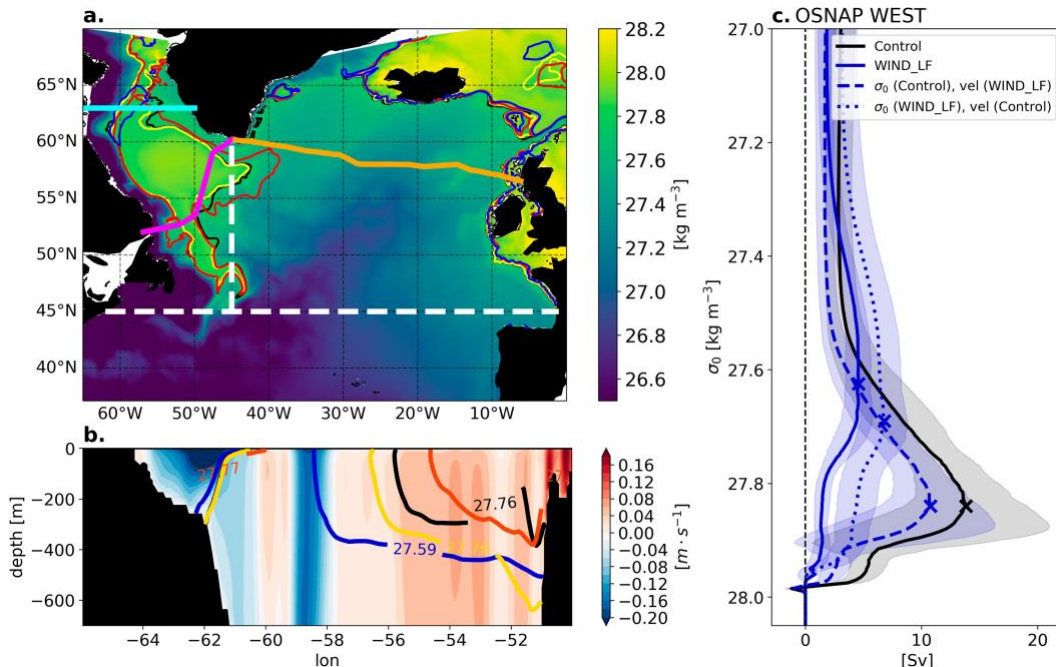 a.
65°N
60°N
55°N
50°N
45°N
40°N
60°W 50°W 40°W 30°W 20°W 10°W
28.2
28.0
27.8
27.6
27.4
27.2
27.0
26.8
26.6
[kg m⁻³]
b.
0
−200
−400
−600
depth [m]
27.77
27.76
27.59
−64 −62 −60 −58 −56 −54 −52
lon
0.16
0.12
0.08
0.04
0.00
−0.04
−0.08
−0.12
−0.16
−0.20
[m · s⁻¹]
c. OSNAP WEST
Control
WIND_LF
σ₀ (Control), vel (WIND_LF)
σ₀ (WIND_LF), vel (Control)
27.0
27.2
27.4
27.6
27.8
28.0
σ₀ [kg m⁻³]
0 10 20
[Sv]